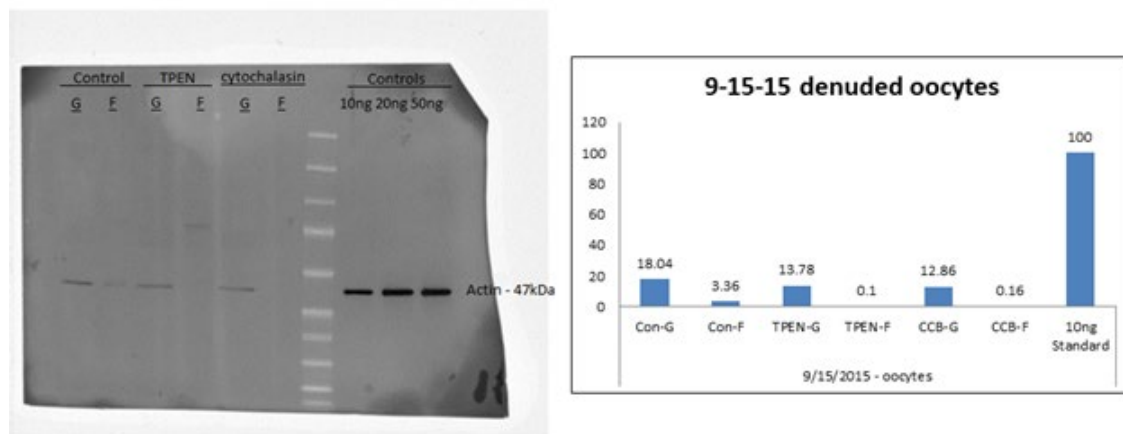 Control TPEN cytochalasin Controls
G F G F G F 10ng 20ng 50ng
Actin - 47kDa
9-15-15 denuded oocytes
120
100
80
60
40
20
0
18.04 3.36 13.78 0.1 12.86 0.16 100
Con-G Con-F TPEN-G TPEN-F CCB-G CCB-F 10ng
Standard
9/15/2015 - oocytes